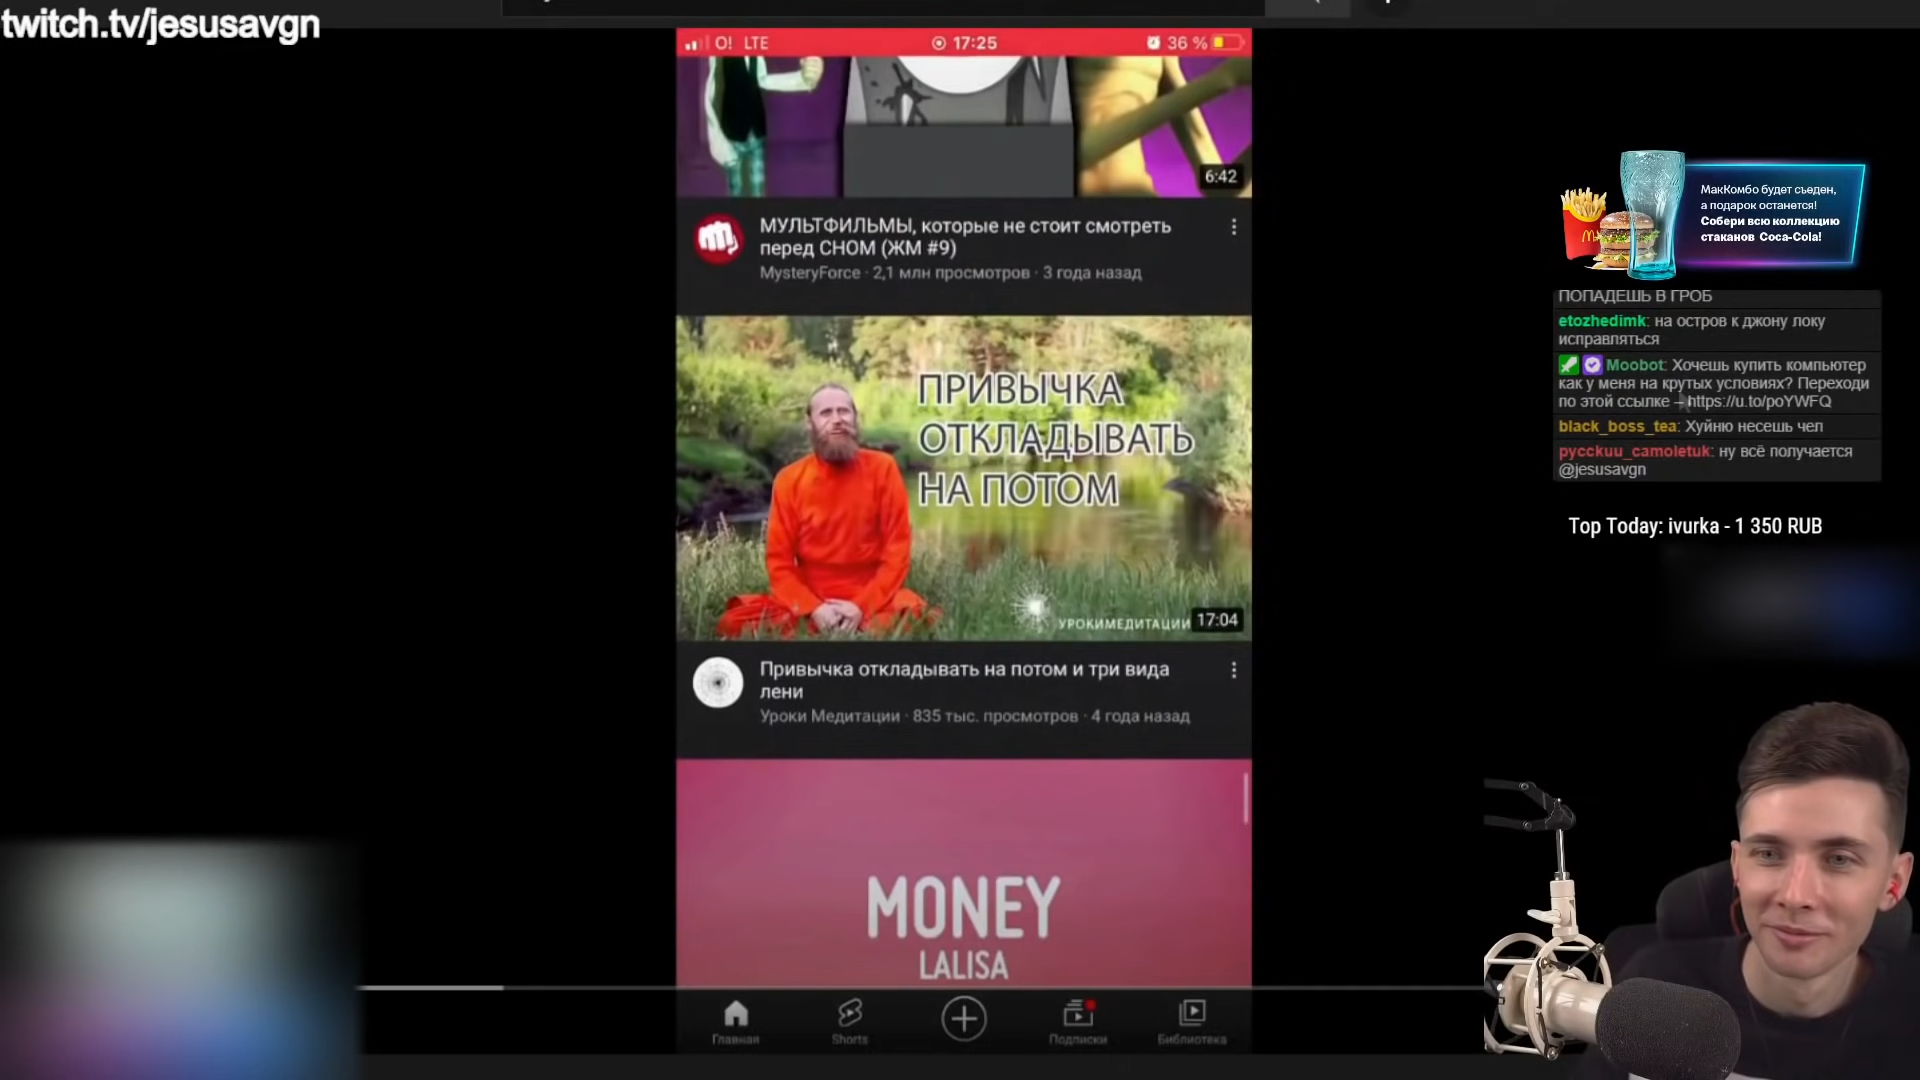 twitch.tv/jesusavgn
O! LTE
17:25
36 %
6:42
МУЛЬТФИЛЬМЫ, которые не стоит смотреть
перед СНОМ (ЖМ #9)
MysteryForce · 2,1 млн просмотров · 3 года назад
ПРИВЫЧКА
ОТКЛАДЫВАТЬ
НА ПОТОМ
УРОКИМЕДИТАЦИИ
17:04
Привычка откладывать на потом и три вида
лени
Уроки Медитации · 835 тыс. просмотров · 4 года назад
MONEY
LALISA
Главная
Shorts
Подписки
Библиотека
МакКомбо будет съеден,
а подарок останется!
Собери всю коллекцию
стаканов Coca-Cola!
ПОПАДЕШЬ В ГРОБ
etozhedimk: на остров к джону локу
исправляться
Moobot: Хочешь купить компьютер
как у меня на крутых условиях? Переходи
по этой ссылке – https://u.to/poYWFQ
black_boss_tea: Хуйню несешь чел
pycckuu_camoletuk: ну всё получается
@jesusavgn
Top Today: ivurka - 1 350 RUB